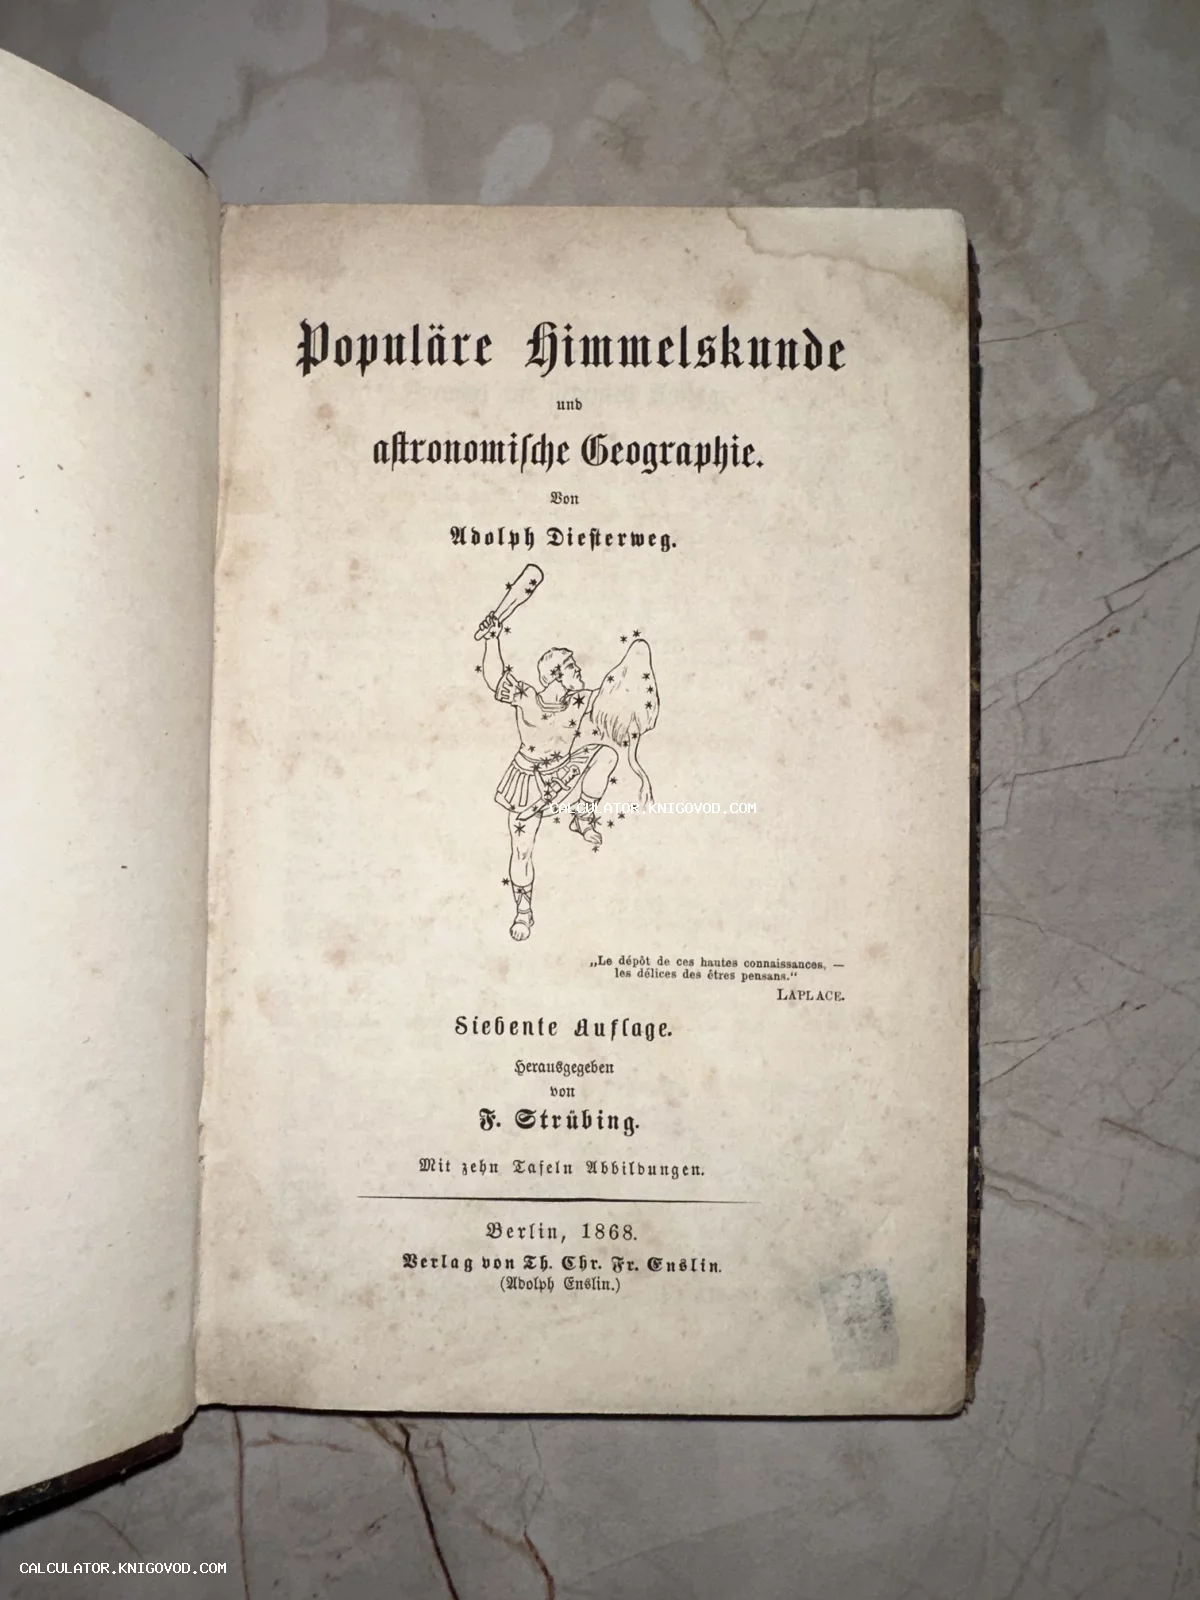 Populäre Himmelskunde
und
aſtronomiſche Geographie.
Von
Adolph Dieſterweg.
CALCULATOR.KNIGOVOD.COM
„Le dépôt de ces hautes connaissances, —
les délices des êtres pensans.“
LAPLACE.
Siebente Auflage.
Herausgegeben
von
F. Strübing.
Mit zehn Tafeln Abbildungen.
Berlin, 1868.
Verlag von Th. Chr. Fr. Enslin.
(Adolph Enslin.)
CALCULATOR.KNIGOVOD.COM